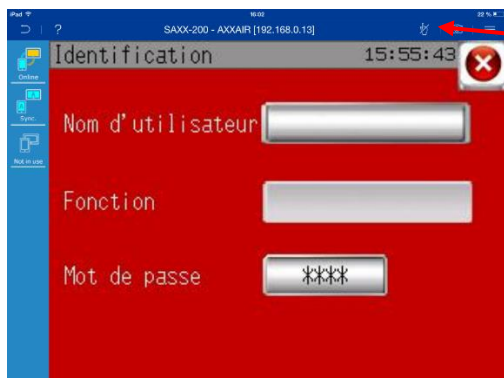 iPad 16:02 22 %
? SAXX-200 - AXXAIR [192.168.0.13]
Identification 15:55:43
Online
Sync.
Nom d'utilisateur
Not in use
Fonction
Mot de passe ****